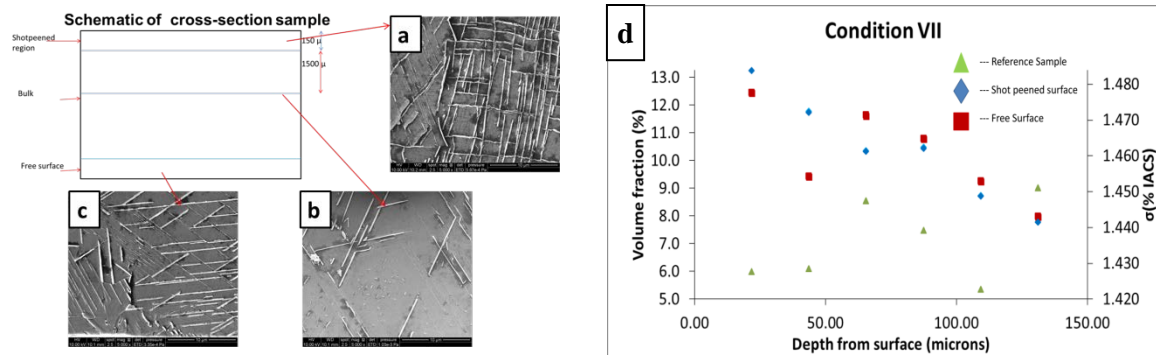 Schematic of cross-section sample
Shotpeened
region
150 µ
1500 µ
Bulk
Free surface
a
b
c
d
Condition VII
--- Reference Sample
--- Shot peened surface
--- Free Surface
Volume fraction (%)
13.0
12.0
11.0
10.0
9.0
8.0
7.0
6.0
5.0
σ(% IACS)
1.480
1.470
1.460
1.450
1.440
1.430
1.420
0.00
50.00
100.00
150.00
Depth from surface (microns)